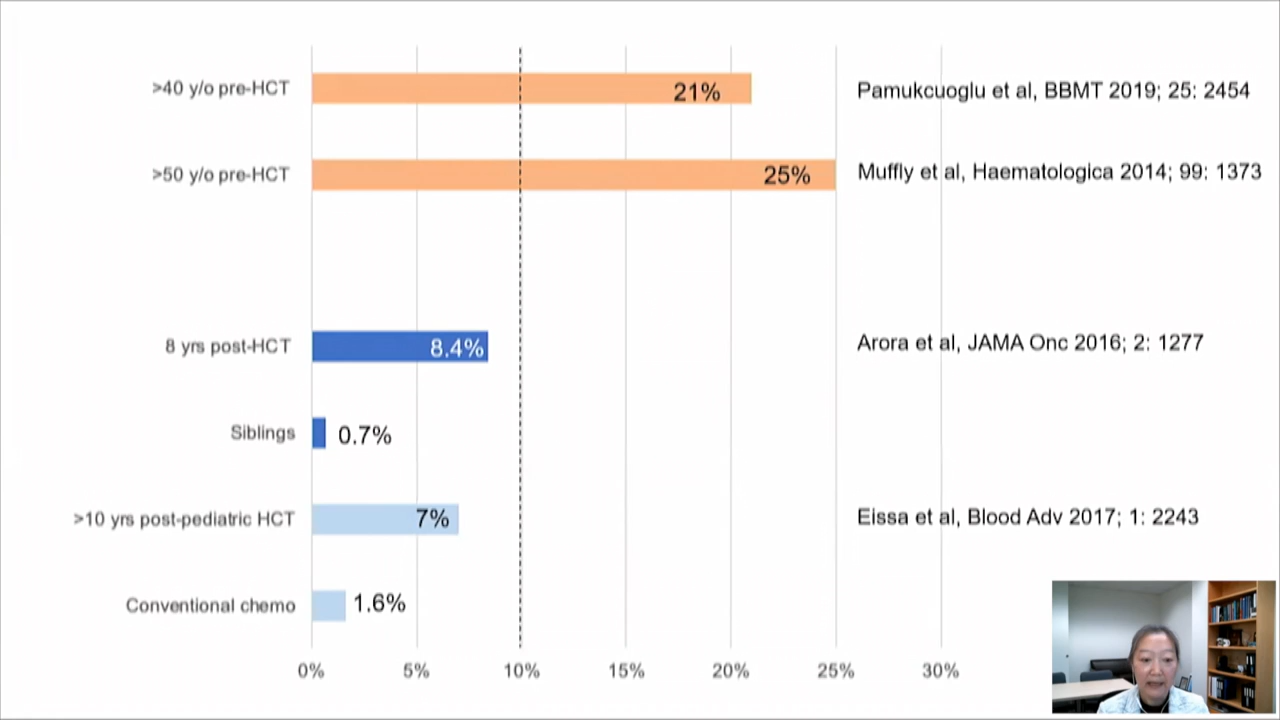 >40 y/o pre-HCT 21% Pamukcuoglu et al, BBMT 2019; 25: 2454
>50 y/o pre-HCT 25% Muffly et al, Haematologica 2014; 99: 1373
8 yrs post-HCT 8.4% Arora et al, JAMA Onc 2016; 2: 1277
Siblings 0.7%
>10 yrs post-pediatric HCT 7% Eissa et al, Blood Adv 2017; 1: 2243
Conventional chemo 1.6%
0% 5% 10% 15% 20% 25% 30%